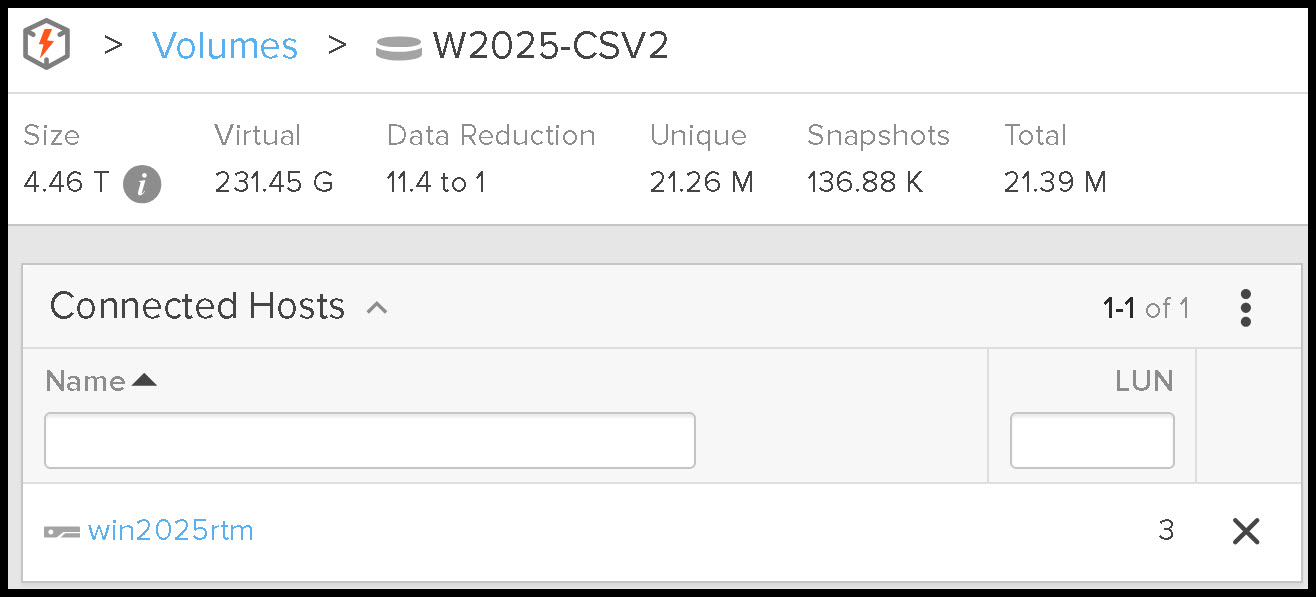 > Volumes > W2025-CSV2
Size Virtual Data Reduction Unique Snapshots Total
4.46 T i 231.45 G 11.4 to 1 21.26 M 136.88 K 21.39 M
Connected Hosts 1-1 of 1
Name LUN
win2025rtm 3